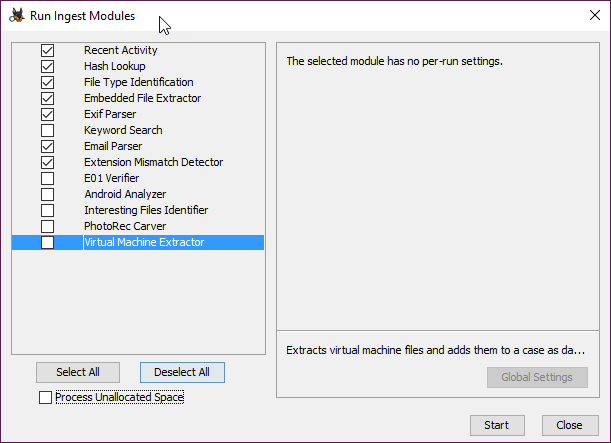 Run Ingest Modules
Recent Activity
Hash Lookup
File Type Identification
Embedded File Extractor
Exif Parser
Keyword Search
Email Parser
Extension Mismatch Detector
E01 Verifier
Android Analyzer
Interesting Files Identifier
PhotoRec Carver
Virtual Machine Extractor
Select All
Deselect All
Process Unallocated Space
The selected module has no per-run settings.
Extracts virtual machine files and adds them to a case as da...
Global Settings
Start
Close